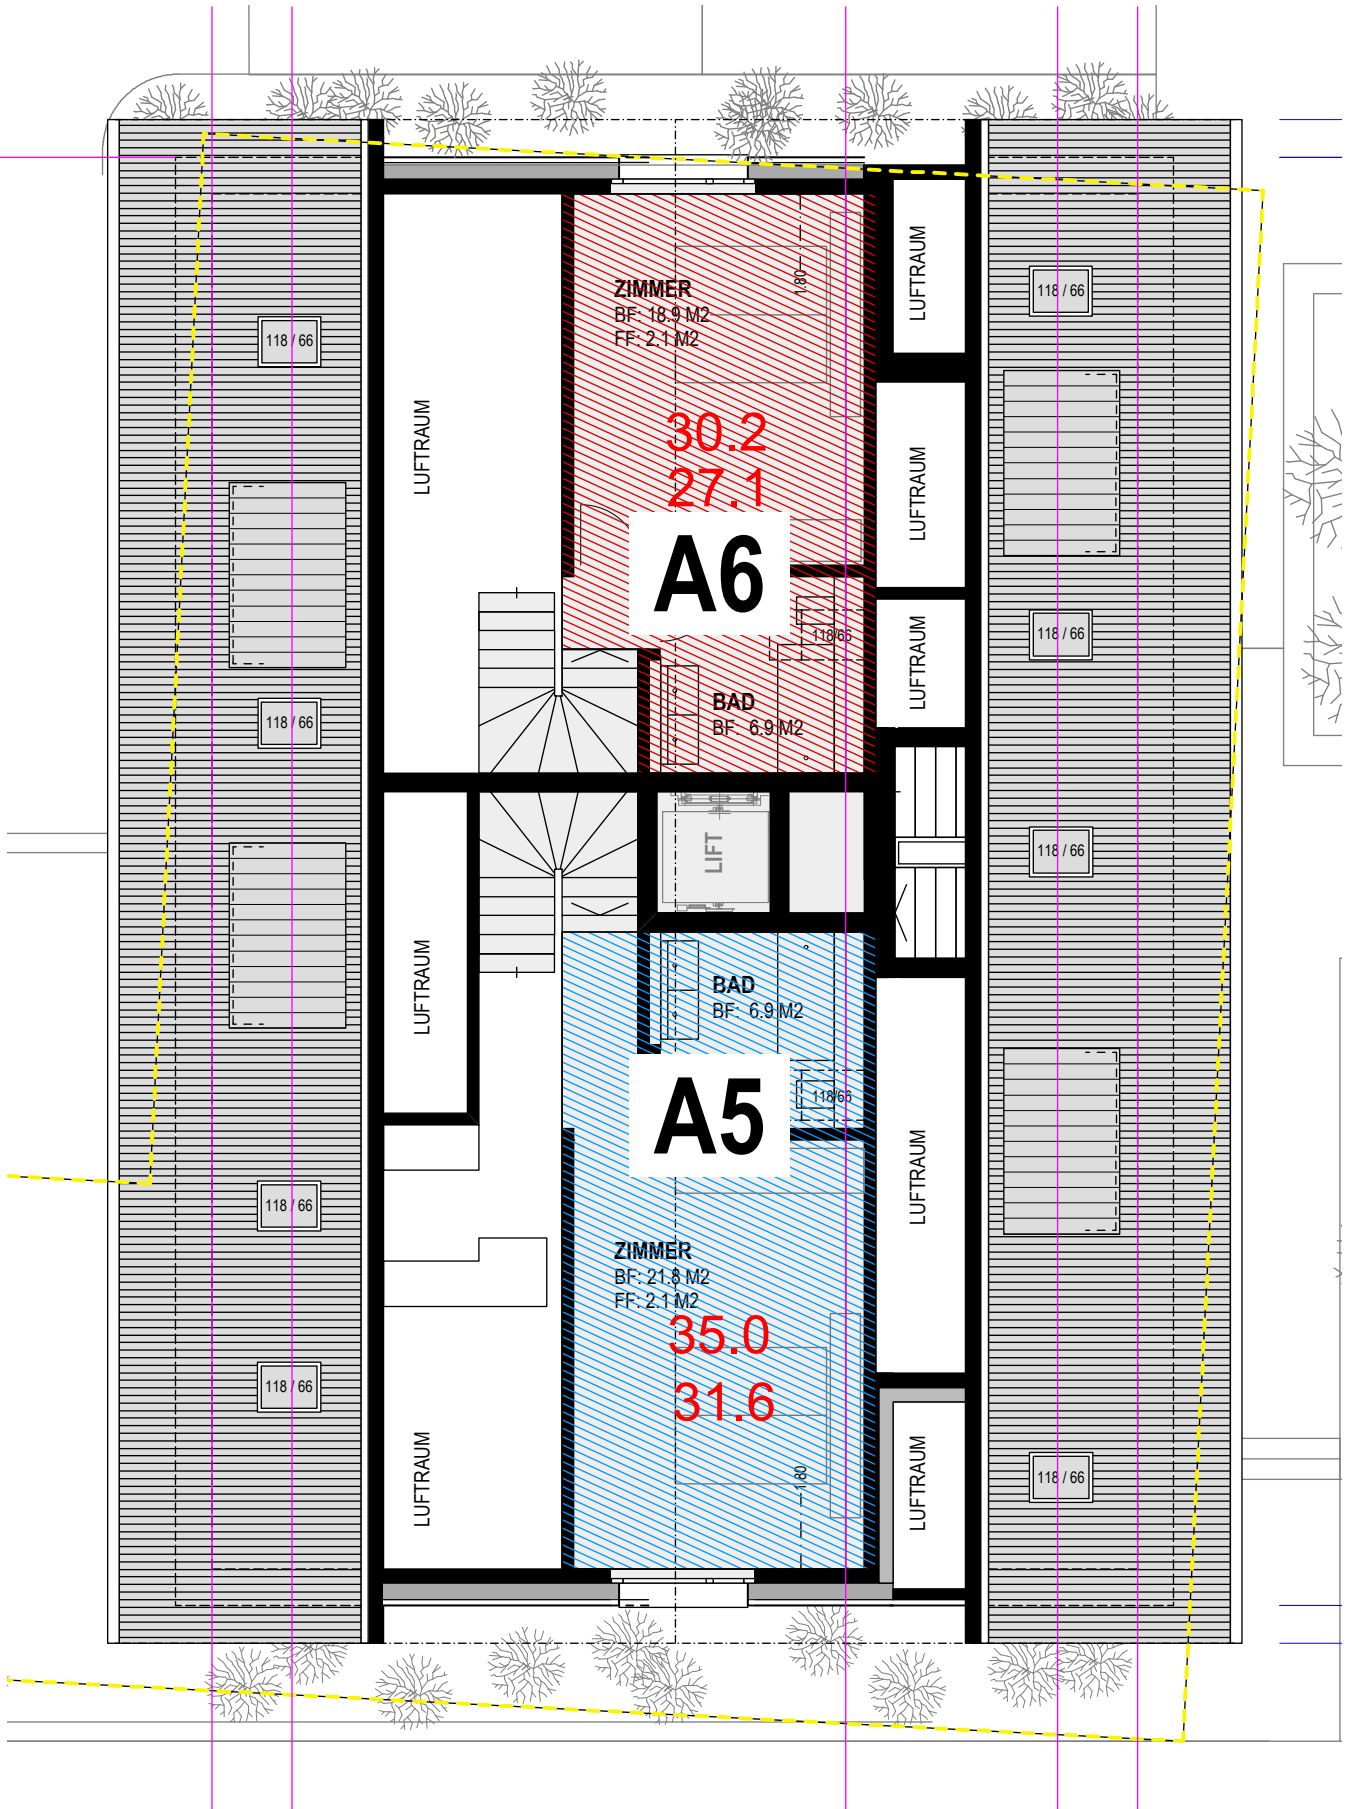 LUFTRAUM
118 / 66
118 / 66
ZIMMER
BF: 18.9 M2
FF: 2.1 M2
1.80
LUFTRAUM
30.2
27.1
LUFTRAUM
A6
118/66
LUFTRAUM
118 / 66
BAD
BF: 6.9 M2
118 / 66
LIFT
118 / 66
LUFTRAUM
BAD
BF: 6.9 M2
A5
118/66
LUFTRAUM
118 / 66
ZIMMER
BF: 21.8 M2
FF: 2.1 M2
35.0
31.6
118 / 66
LUFTRAUM
1.80
LUFTRAUM
118 / 66